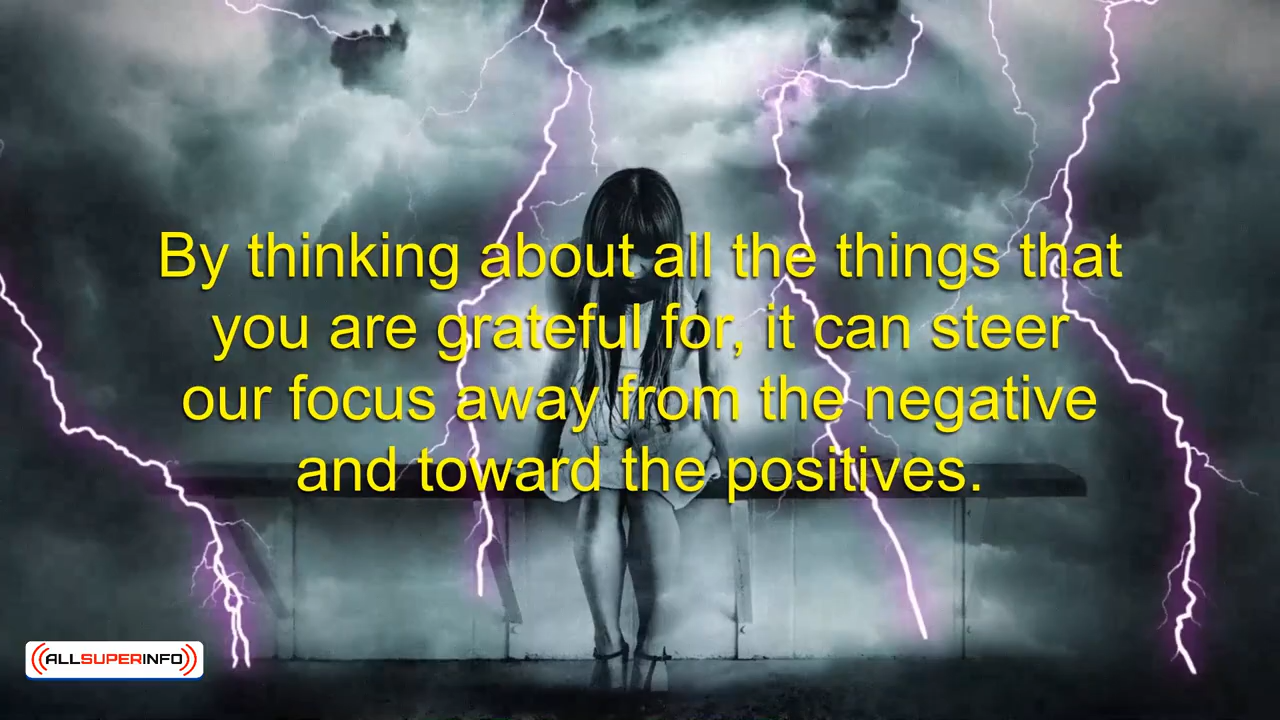 By thinking about all the things that
you are grateful for, it can steer
our focus away from the negative
and toward the positives.
ALLSUPERINFO